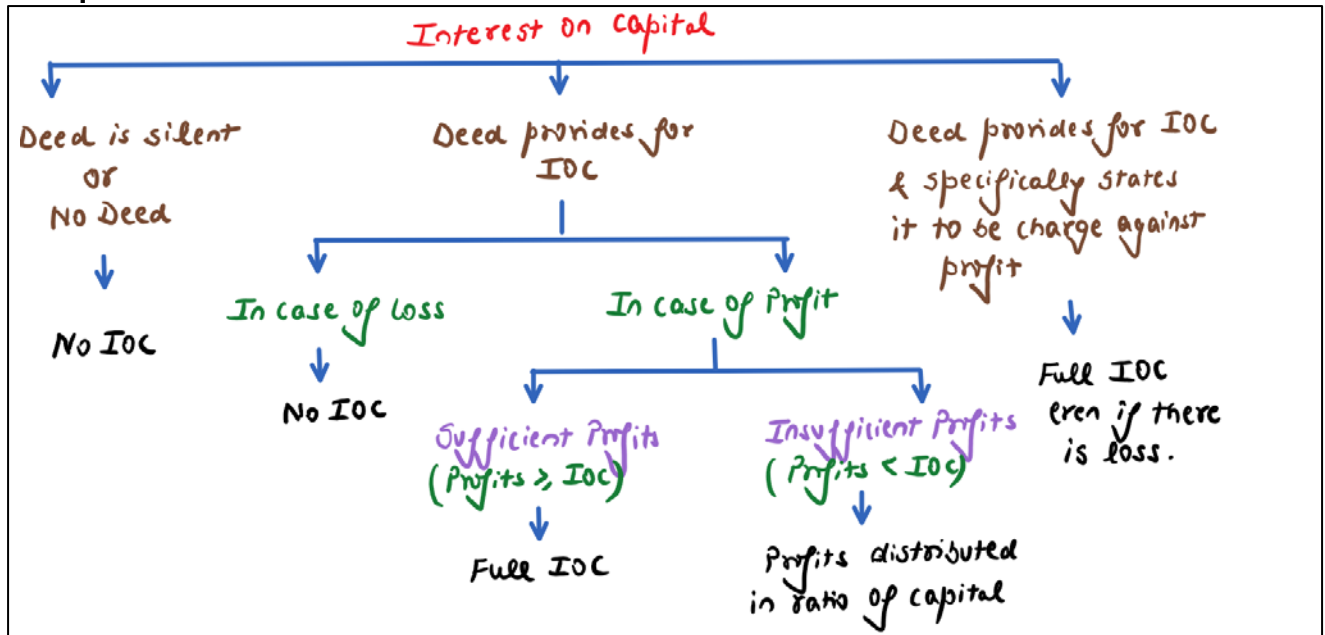 Interest on capital
Deed is silent
or
No Deed
No IOC
Deed provides for
IOC
In case of loss
No IOC
In case of Profit
Sufficient Profits
(Profits ⩾ IOC)
Full IOC
Insufficient Profits
(Profits < IOC)
Profits distributed
in ratio of capital
Deed provides for IOC
& specifically states
it to be charge against
profit
Full IOC
even if there
is loss.